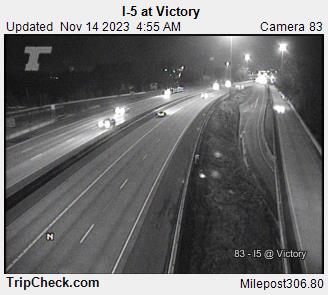 I-5 at Victory
Updated Nov 14 2023 4:55 AM Camera 83
T
N
83 - I5 @ Victory
TripCheck.com Milepost306.80